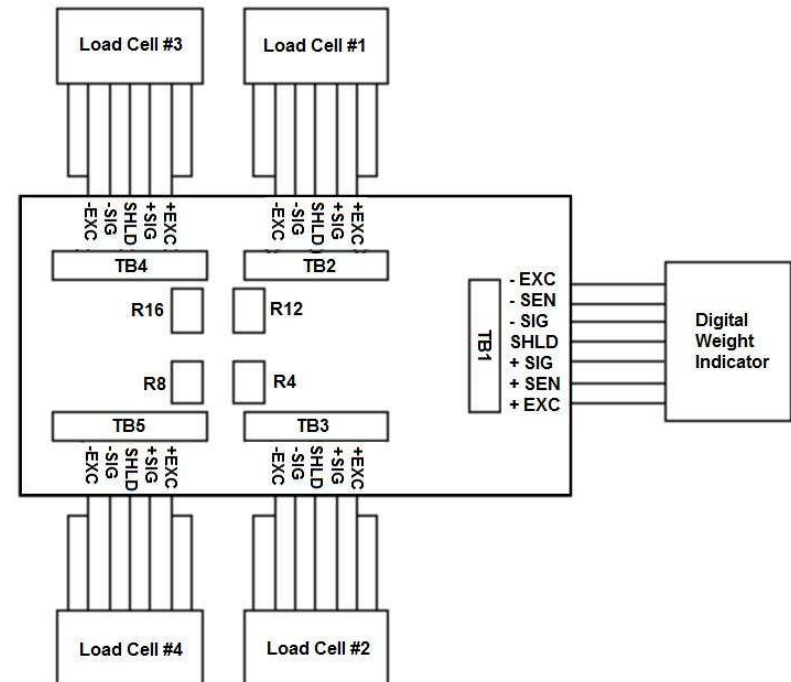 Load Cell #3
Load Cell #1
-EXC
-SIG
SHLD
+SIG
+EXC
-EXC
-SIG
SHLD
+SIG
+EXC
TB4
TB2
R16
R12
R8
R4
TB5
TB3
-EXC
-SIG
SHLD
+SIG
+EXC
-EXC
-SIG
SHLD
+SIG
+EXC
TB1
- EXC
- SEN
- SIG
SHLD
+ SIG
+ SEN
+ EXC
Digital
Weight
Indicator
Load Cell #4
Load Cell #2